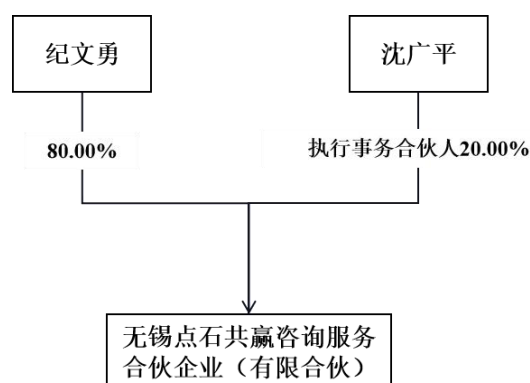 纪文勇
沈广平
80.00%
执行事务合伙人20.00%
无锡点石共赢咨询服务
合伙企业（有限合伙）